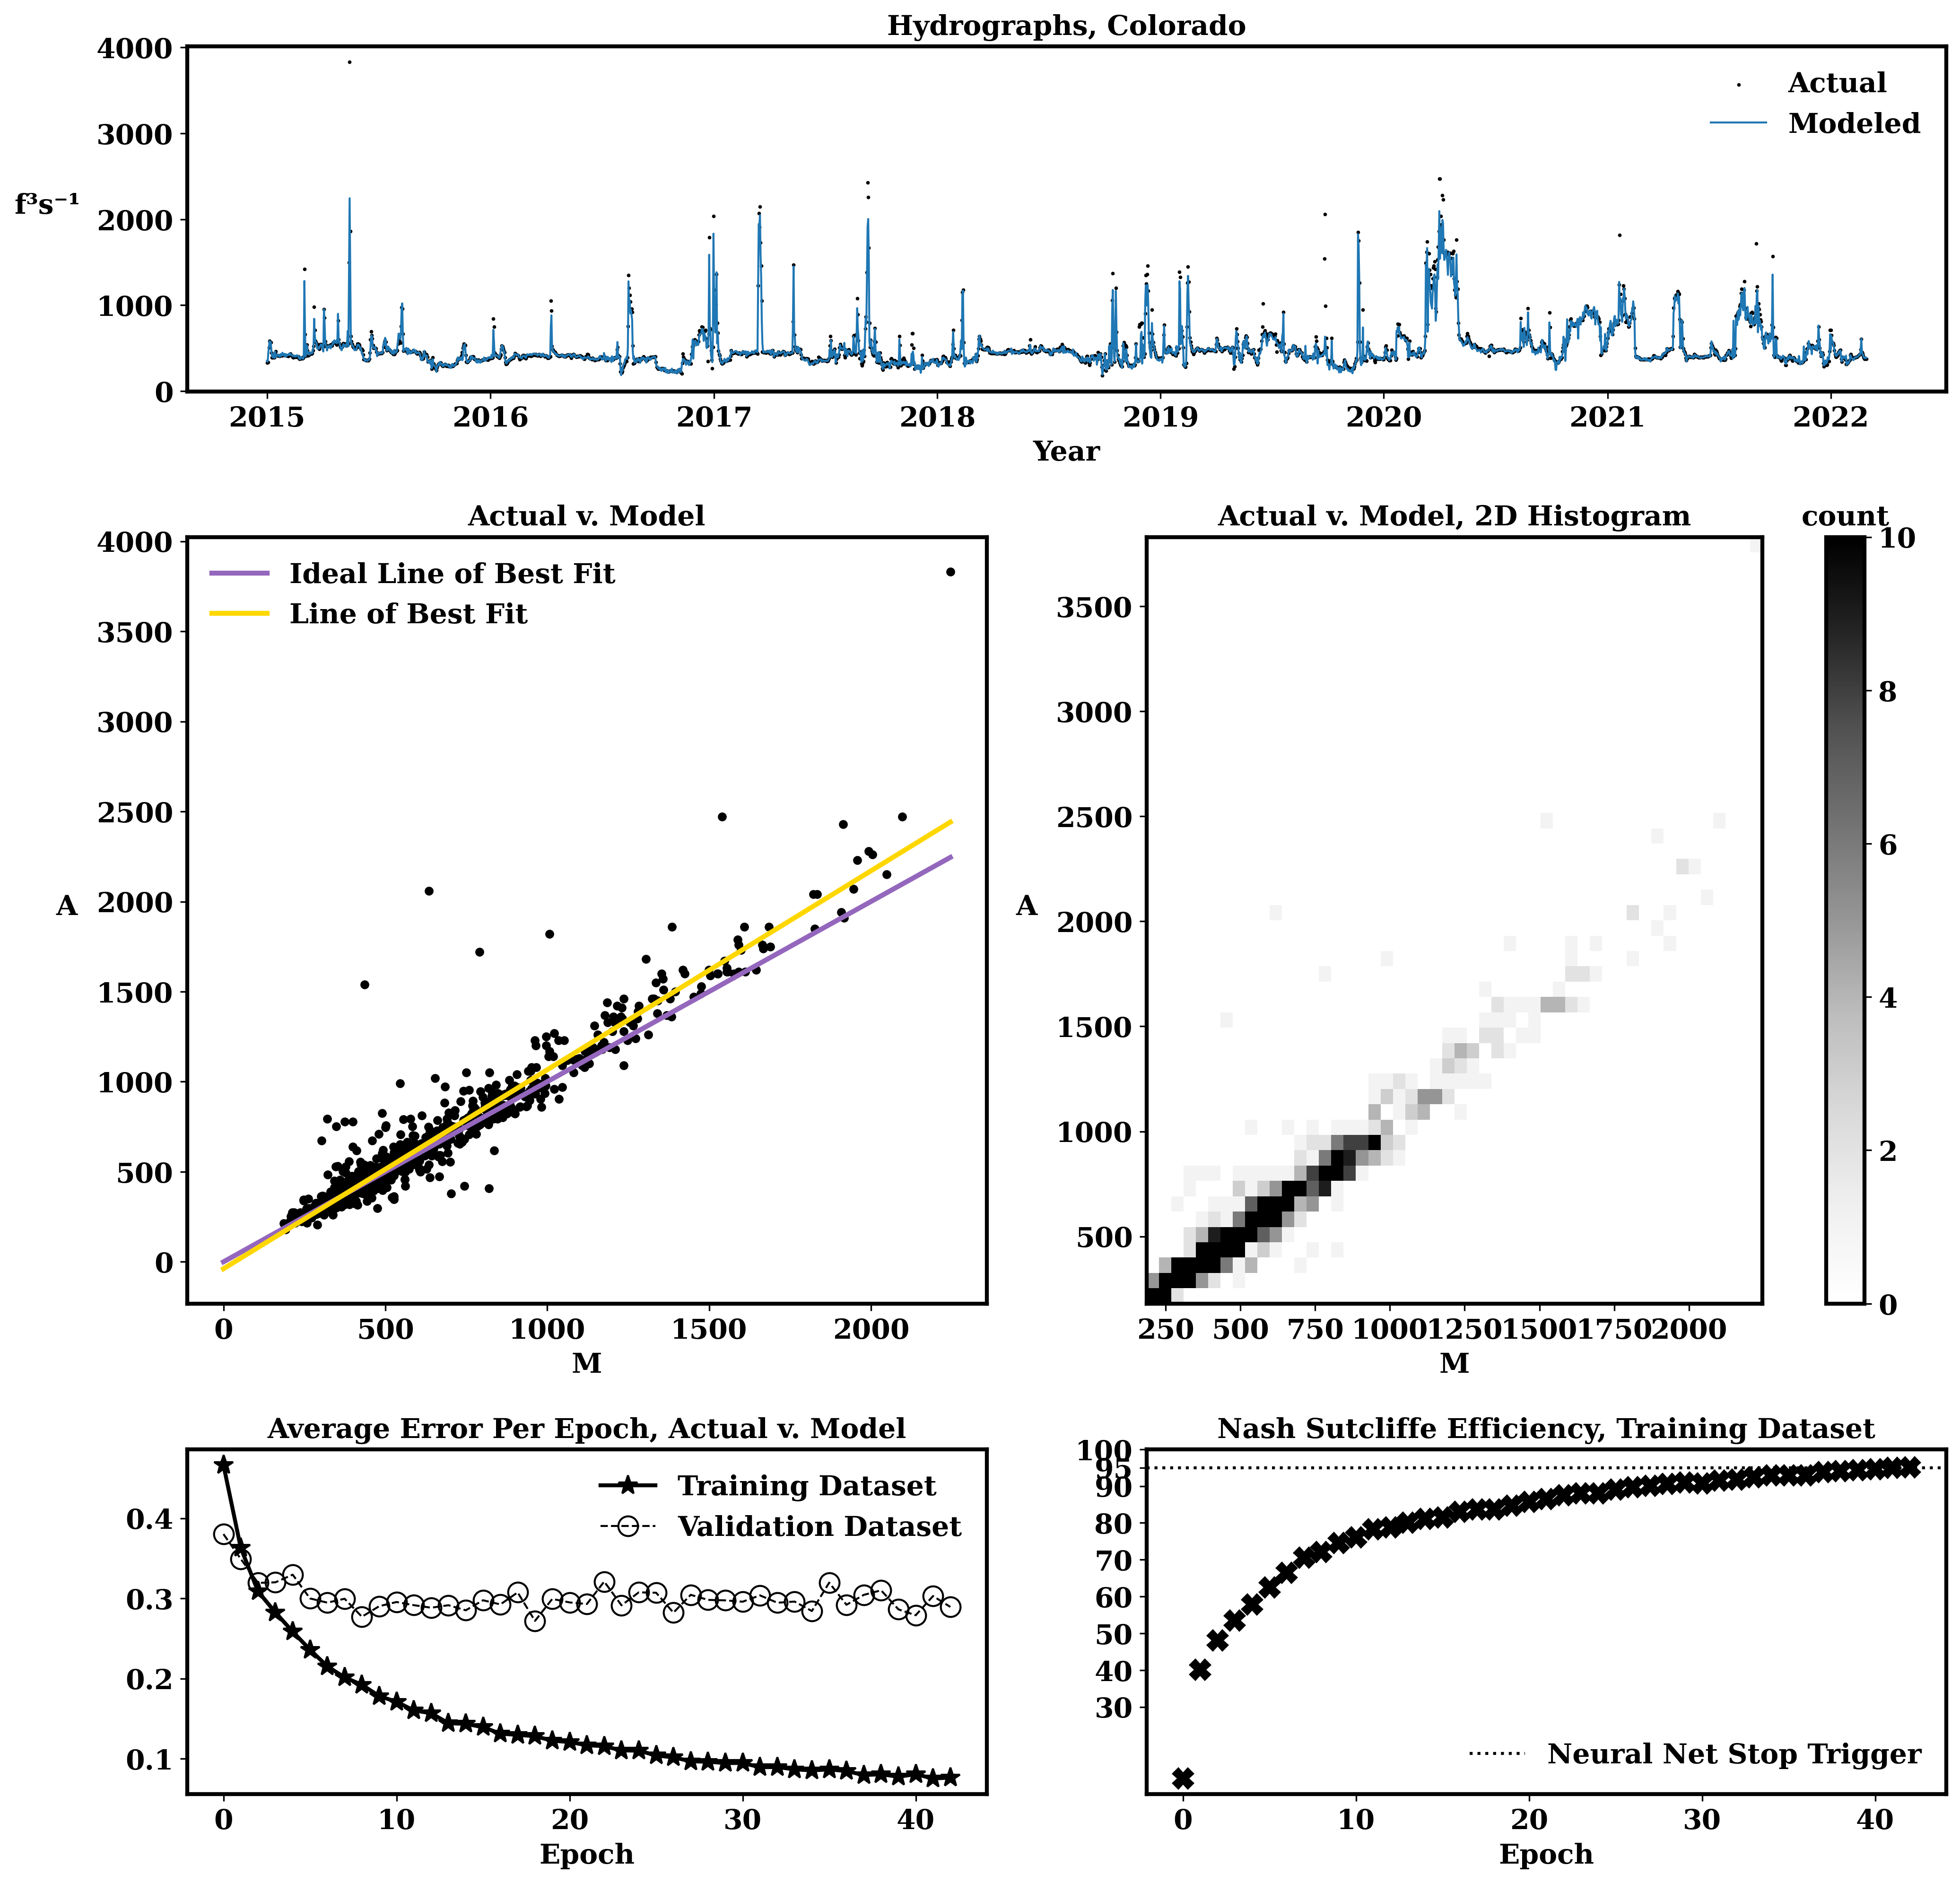 Hydrographs, Colorado
4000
3000
2000
1000
0
f³s⁻¹
Actual
Modeled
2015 2016 2017 2018 2019 2020 2021 2022
Year
Actual v. Model
4000
3500
3000
2500
2000
1500
1000
500
0
A
Ideal Line of Best Fit
Line of Best Fit
0 500 1000 1500 2000
M
Actual v. Model, 2D Histogram
3500
3000
2500
2000
1500
1000
500
A
250 500 750 1000 1250 1500 1750 2000
M
count
10
8
6
4
2
0
Average Error Per Epoch, Actual v. Model
0.4
0.3
0.2
0.1
Training Dataset
Validation Dataset
0 10 20 30 40
Epoch
Nash Sutcliffe Efficiency, Training Dataset
100
95
90
80
70
60
50
40
30
Neural Net Stop Trigger
0 10 20 30 40
Epoch